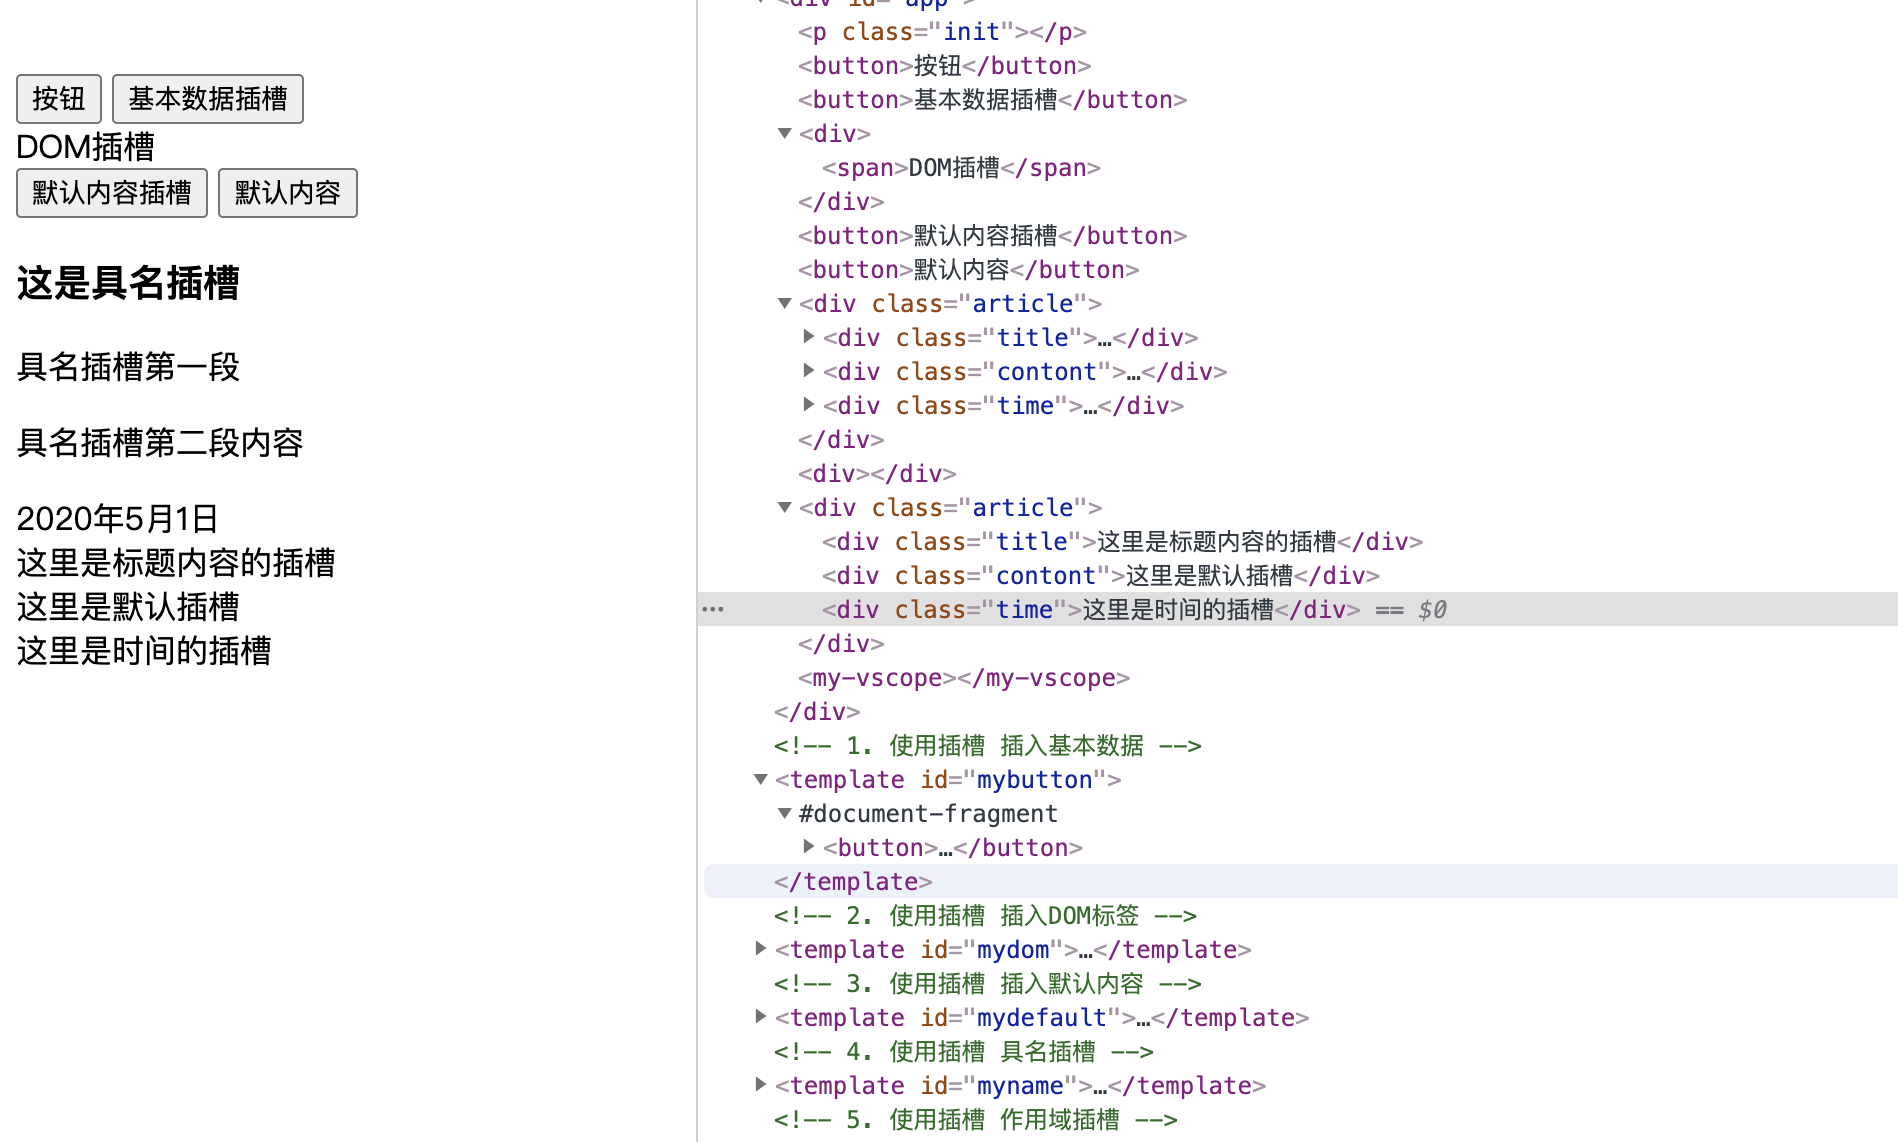 按钮 基本数据插槽
DOM插槽
默认内容插槽 默认内容
这是具名插槽
具名插槽第一段
具名插槽第二段内容
2020年5月1日
这里是标题内容的插槽
这里是默认插槽
这里是时间的插槽
<div id="app">
<p class="init"></p>
<button>按钮</button>
<button>基本数据插槽</button>
<div>
<span>DOM插槽</span>
</div>
<button>默认内容插槽</button>
<button>默认内容</button>
<div class="article">
<div class="title">…</div>
<div class="contont">…</div>
<div class="time">…</div>
</div>
<div></div>
<div class="article">
<div class="title">这里是标题内容的插槽</div>
<div class="contont">这里是默认插槽</div>
<div class="time">这里是时间的插槽</div> == $0
</div>
<my-vscope></my-vscope>
</div>
<!-- 1. 使用插槽 插入基本数据 -->
<template id="mybutton">
#document-fragment
<button>…</button>
</template>
<!-- 2. 使用插槽 插入DOM标签 -->
<template id="mydom">…</template>
<!-- 3. 使用插槽 插入默认内容 -->
<template id="mydefault">…</template>
<!-- 4. 使用插槽 具名插槽 -->
<template id="myname">…</template>
<!-- 5. 使用插槽 作用域插槽 -->